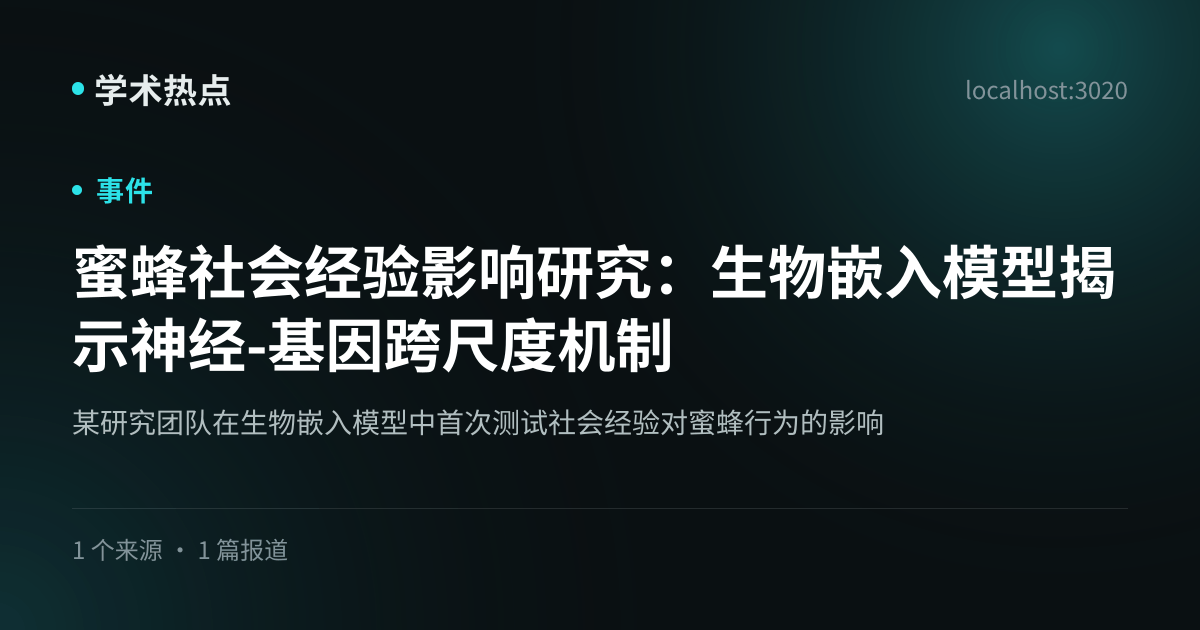 学术热点
localhost:3020
事件
蜜蜂社会经验影响研究：生物嵌入模型揭
示神经-基因跨尺度机制
某研究团队在生物嵌入模型中首次测试社会经验对蜜蜂行为的影响
1 个来源 · 1 篇报道